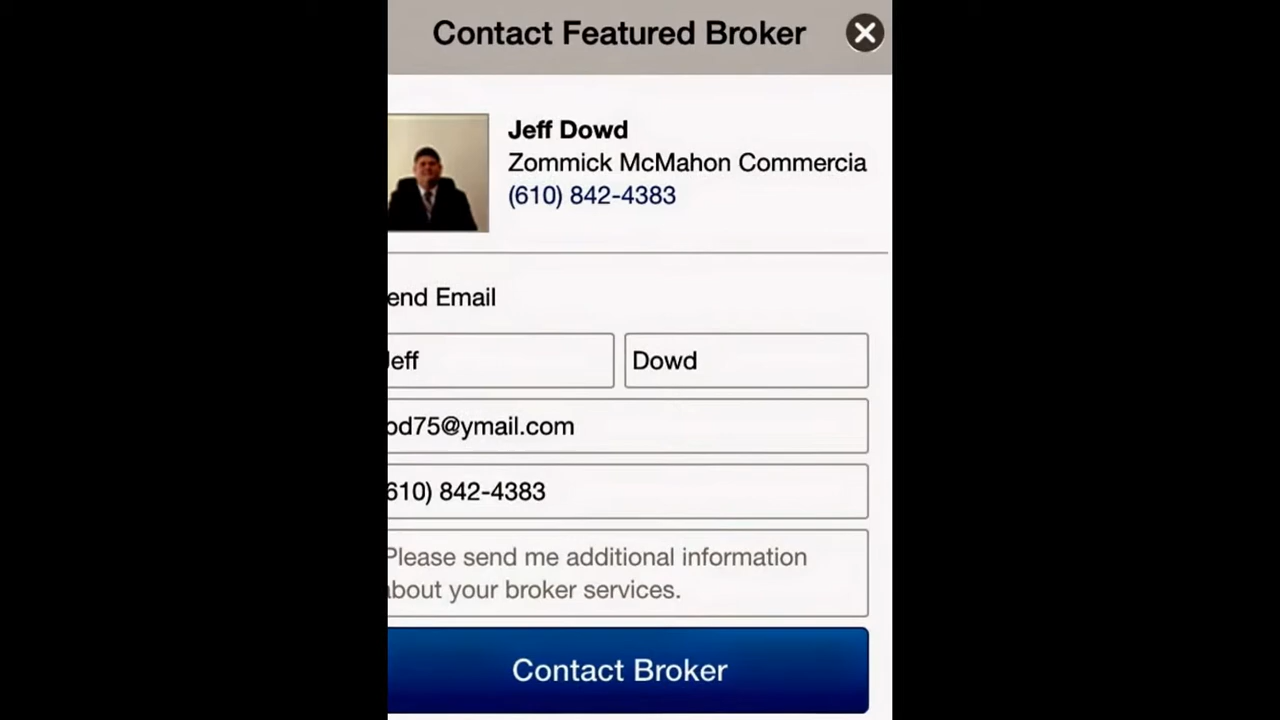 Contact Featured Broker
Jeff Dowd
Zommick McMahon Commercia
(610) 842-4383
end Email
Jeff
Dowd
od75@ymail.com
610) 842-4383
Please send me additional information
about your broker services.
Contact Broker